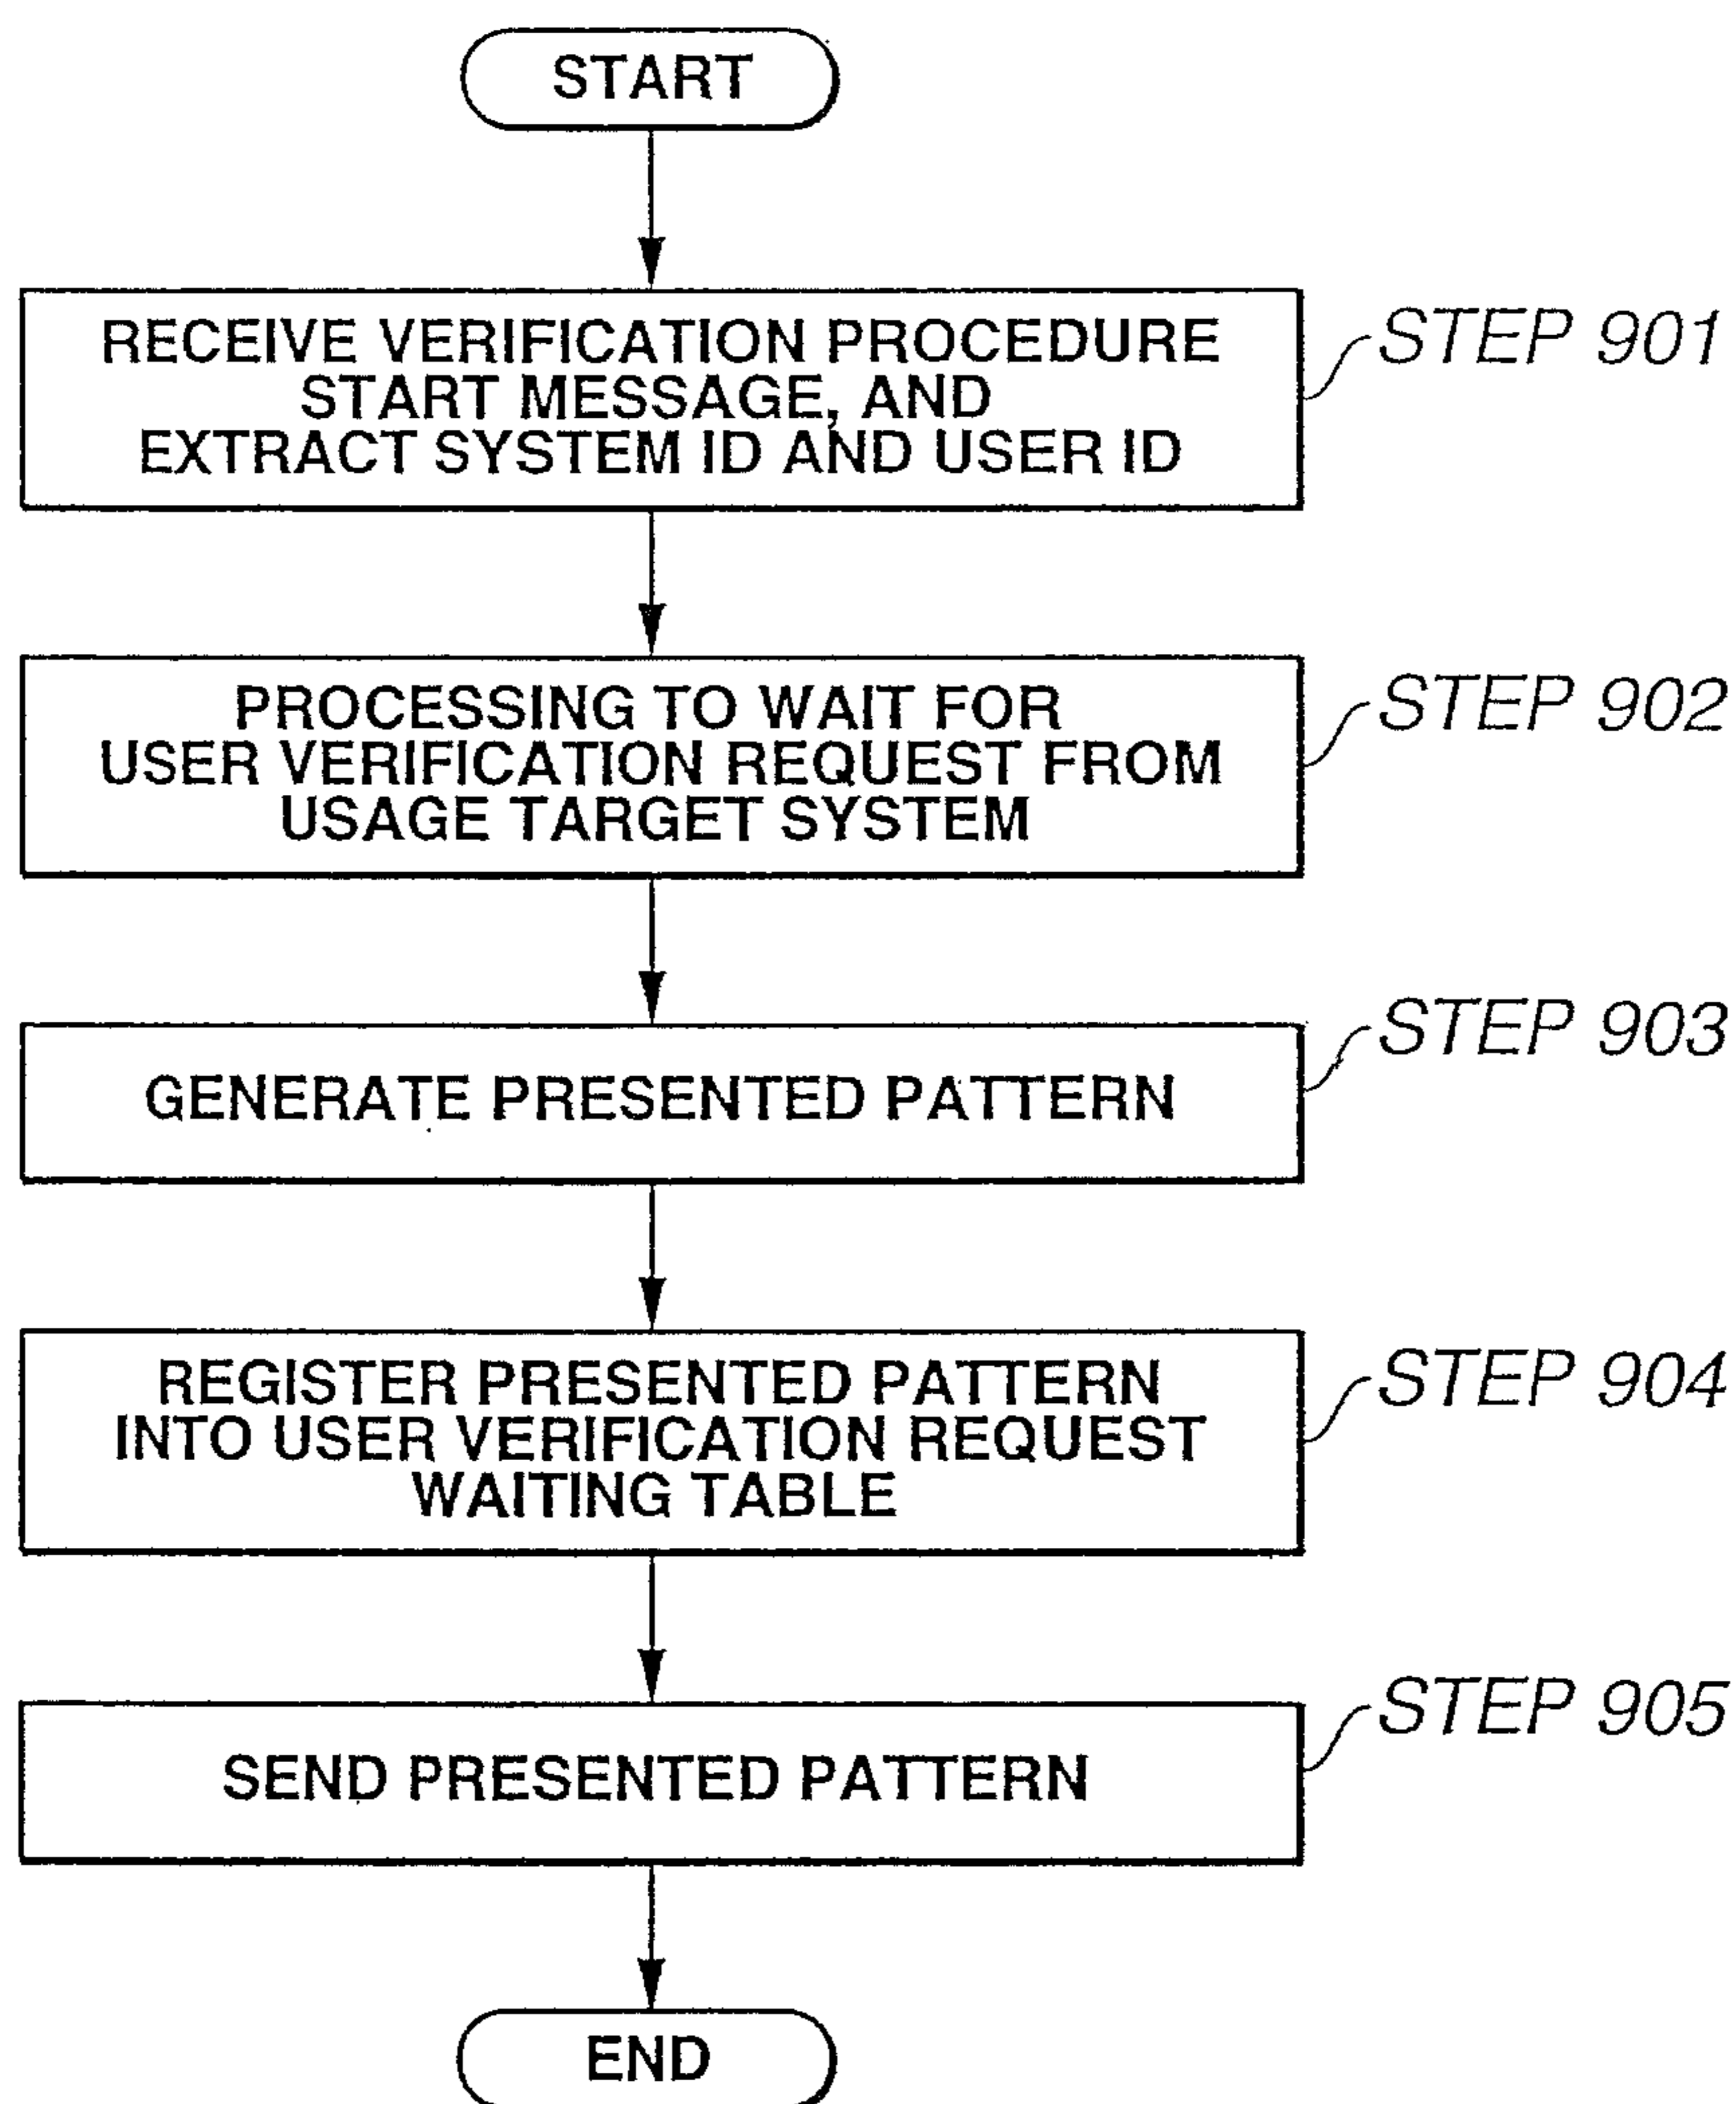 START
RECEIVE VERIFICATION PROCEDURE
START MESSAGE, AND
EXTRACT SYSTEM ID AND USER ID
STEP 901
PROCESSING TO WAIT FOR
USER VERIFICATION REQUEST FROM
USAGE TARGET SYSTEM
STEP 902
GENERATE PRESENTED PATTERN
STEP 903
REGISTER PRESENTED PATTERN
INTO USER VERIFICATION REQUEST
WAITING TABLE
STEP 904
SEND PRESENTED PATTERN
STEP 905
END